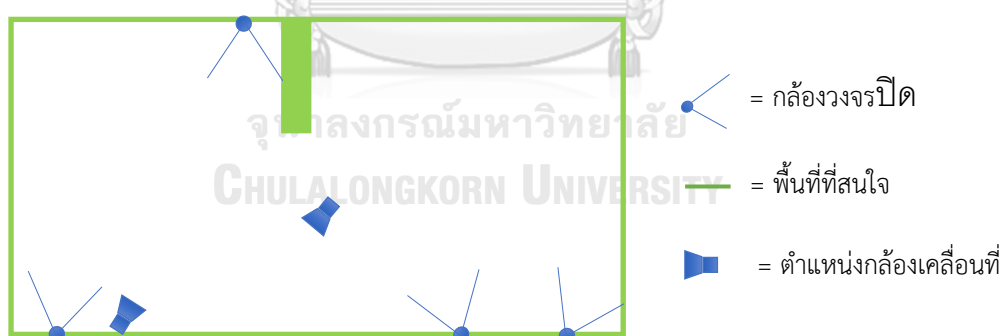 = กล้องวงจรปิด
จุฬาลงกรณ์มหาวิทยาลัย
= พื้นที่ที่สนใจ
CHULALONGKORN UNIVERSITY
= ตำแหน่งกล้องเคลื่อนที่